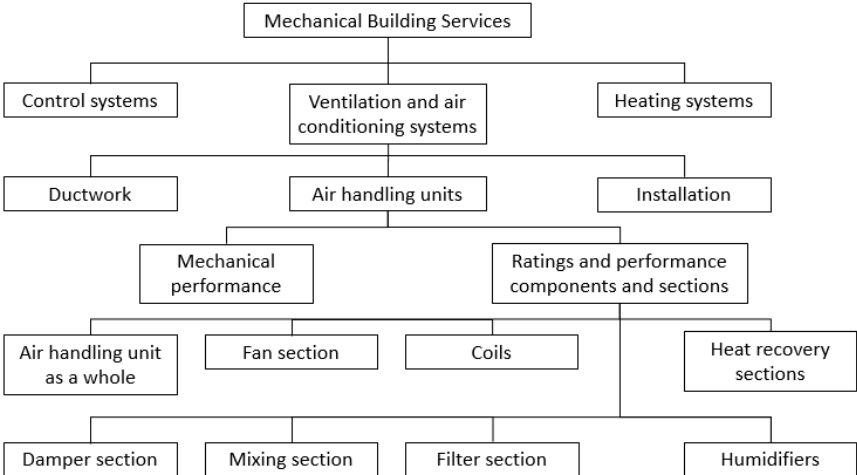 Mechanical Building Services
Control systems
Ventilation and air
conditioning systems
Heating systems
Ductwork
Air handling units
Installation
Mechanical
performance
Ratings and performance
components and sections
Air handling unit
as a whole
Fan section
Coils
Heat recovery
sections
Damper section
Mixing section
Filter section
Humidifiers